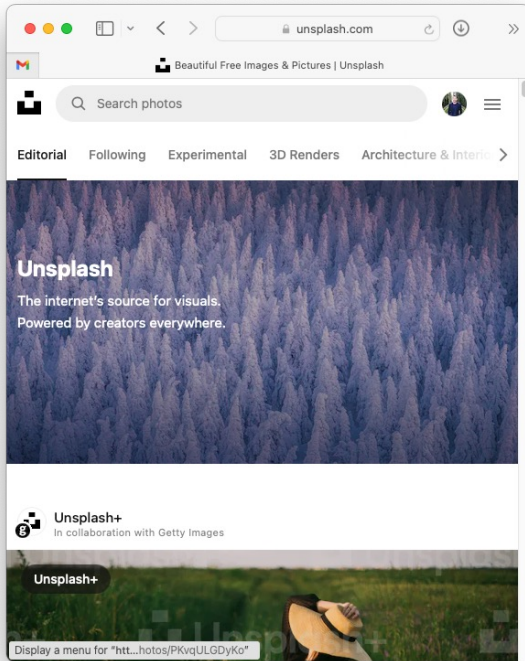 unsplash.com
Beautiful Free Images & Pictures | Unsplash
Search photos
Editorial Following Experimental 3D Renders Architecture & Interio
Unsplash
The internet's source for visuals.
Powered by creators everywhere.
Unsplash+
In collaboration with Getty Images
Unsplash+
Display a menu for "htt...hotos/PKvqULGDyKo"